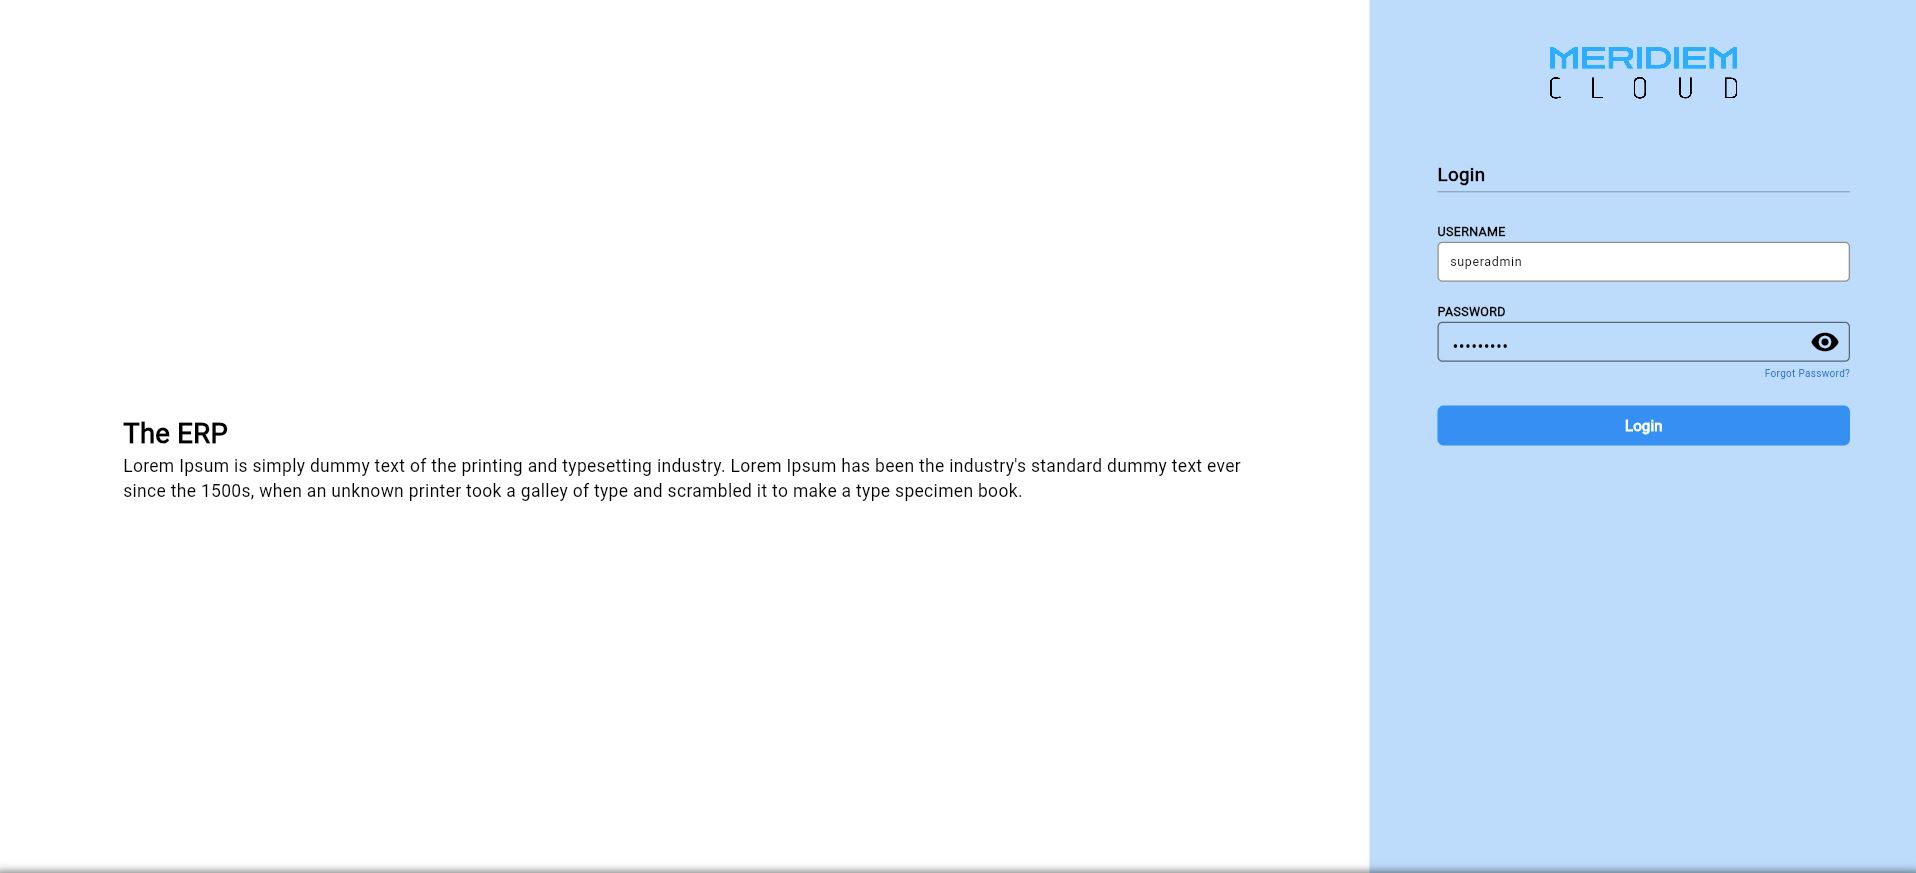 MERIDIEM
CLOUD
Login
USERNAME
superadmin
PASSWORD
•••••••••
Forgot Password?
Login
The ERP
Lorem Ipsum is simply dummy text of the printing and typesetting industry. Lorem Ipsum has been the industry's standard dummy text ever
since the 1500s, when an unknown printer took a galley of type and scrambled it to make a type specimen book.